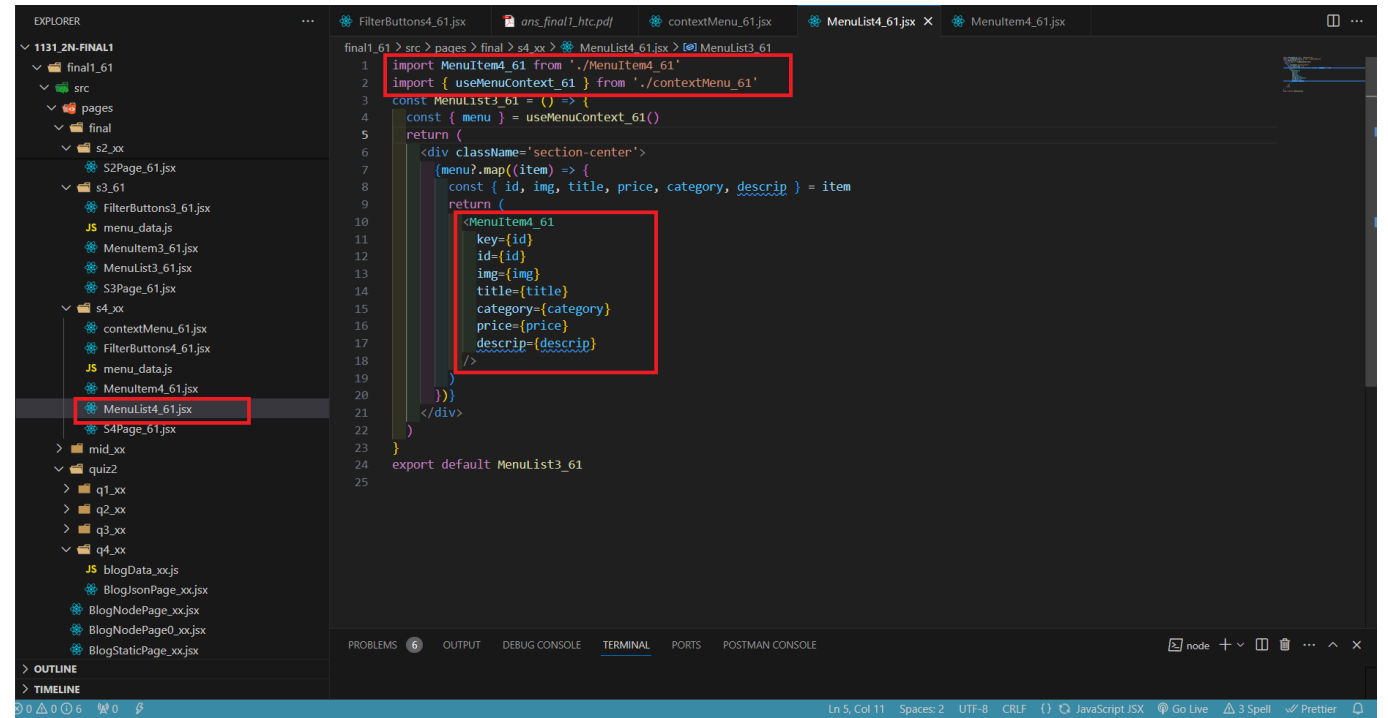 EXPLORER
1131_2N-FINAL1
final1_61
src
pages
final
s2_xx
S2Page_61.jsx
s3_61
FilterButtons3_61.jsx
JS menu_data.js
MenuItem3_61.jsx
MenuList3_61.jsx
S3Page_61.jsx
s4_xx
contextMenu_61.jsx
FilterButtons4_61.jsx
JS menu_data.js
MenuItem4_61.jsx
MenuList4_61.jsx
S4Page_61.jsx
mid_xx
quiz2
q1_xx
q2_xx
q3_xx
q4_xx
JS blogData_xx.js
BlogJsonPage_xx.jsx
BlogNodePage_xx.jsx
BlogNodePage0_xx.jsx
BlogStaticPage_xx.jsx
OUTLINE
TIMELINE
FilterButtons4_61.jsx ans_final1_htc.pdf contextMenu_61.jsx MenuList4_61.jsx MenuItem4_61.jsx
final1_61 > src > pages > final > s4_xx > MenuList4_61.jsx > MenuList3_61
1 import MenuItem4_61 from './MenuItem4_61'
2 import { useMenuContext_61 } from './contextMenu_61'
3 const MenuList3_61 = () => {
4 const { menu } = useMenuContext_61()
5 return (
6 <div className='section-center'>
7 {menu?.map((item) => {
8 const { id, img, title, price, category, descrip } = item
9 return (
10 <MenuItem4_61
11 key={id}
12 id={id}
13 img={img}
14 title={title}
15 category={category}
16 price={price}
17 descrip={descrip}
18 />
19 )
20 })}
21 </div>
22 )
23 }
24 export default MenuList3_61
25
PROBLEMS 6 OUTPUT DEBUG CONSOLE TERMINAL PORTS POSTMAN CONSOLE node
0 0 6 0 Ln 5, Col 11 Spaces: 2 UTF-8 CRLF {} JavaScript JSX Go Live 3 Spell Prettier